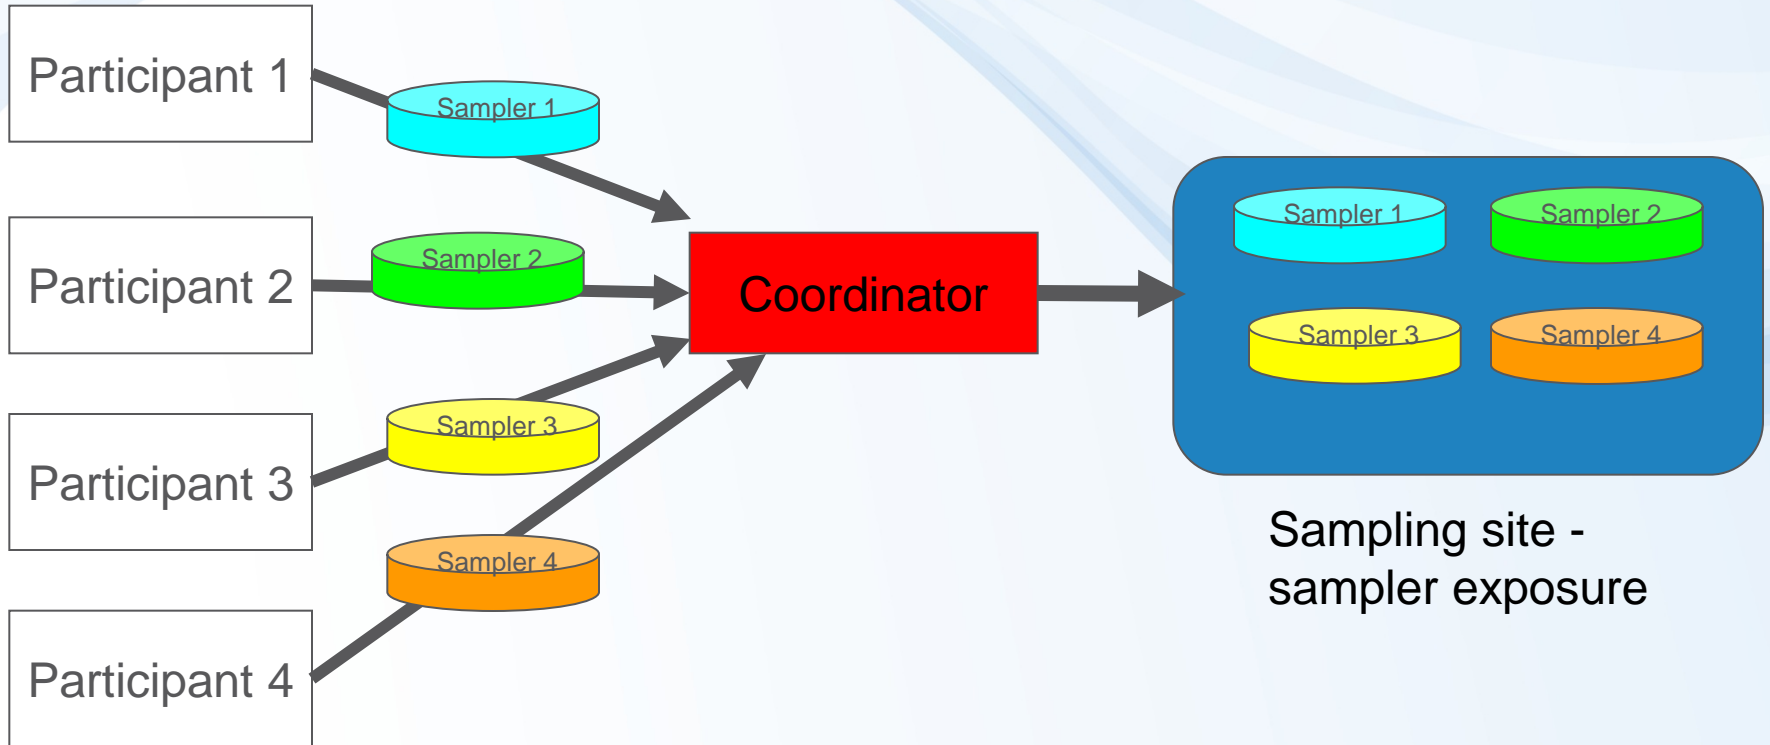 Participant 1
Sampler 1
Participant 2
Sampler 2
Participant 3
Sampler 3
Participant 4
Sampler 4
Coordinator
Sampler 1
Sampler 2
Sampler 3
Sampler 4
Sampling site -
sampler exposure